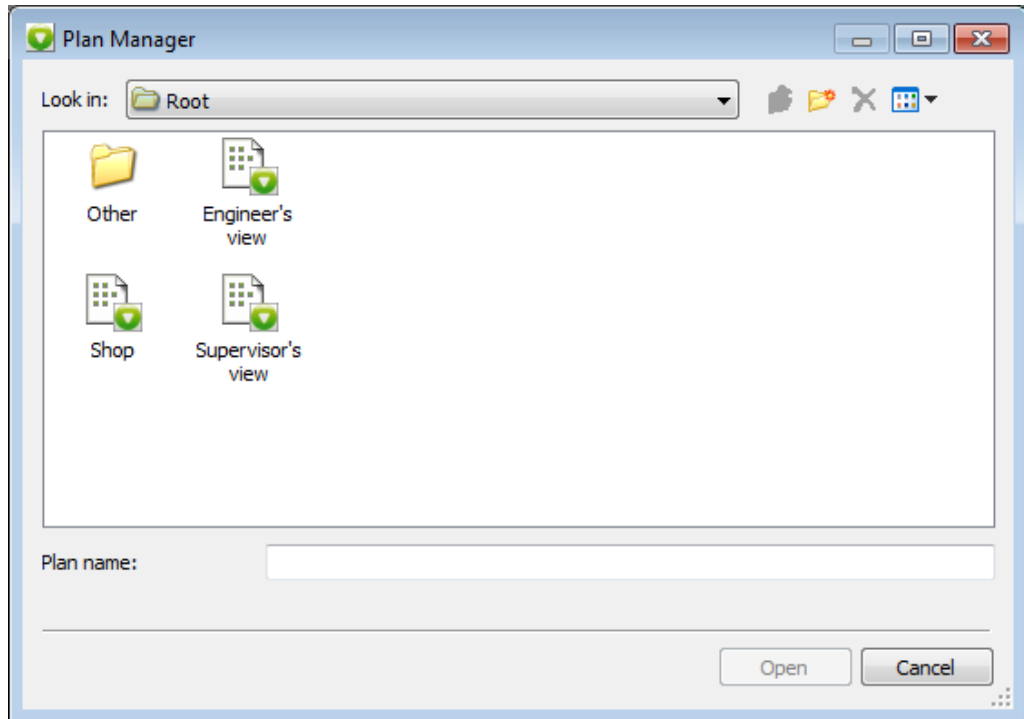 Plan Manager
Look in: Root
Other
Engineer's
view
Shop
Supervisor's
view
Plan name:
Open Cancel